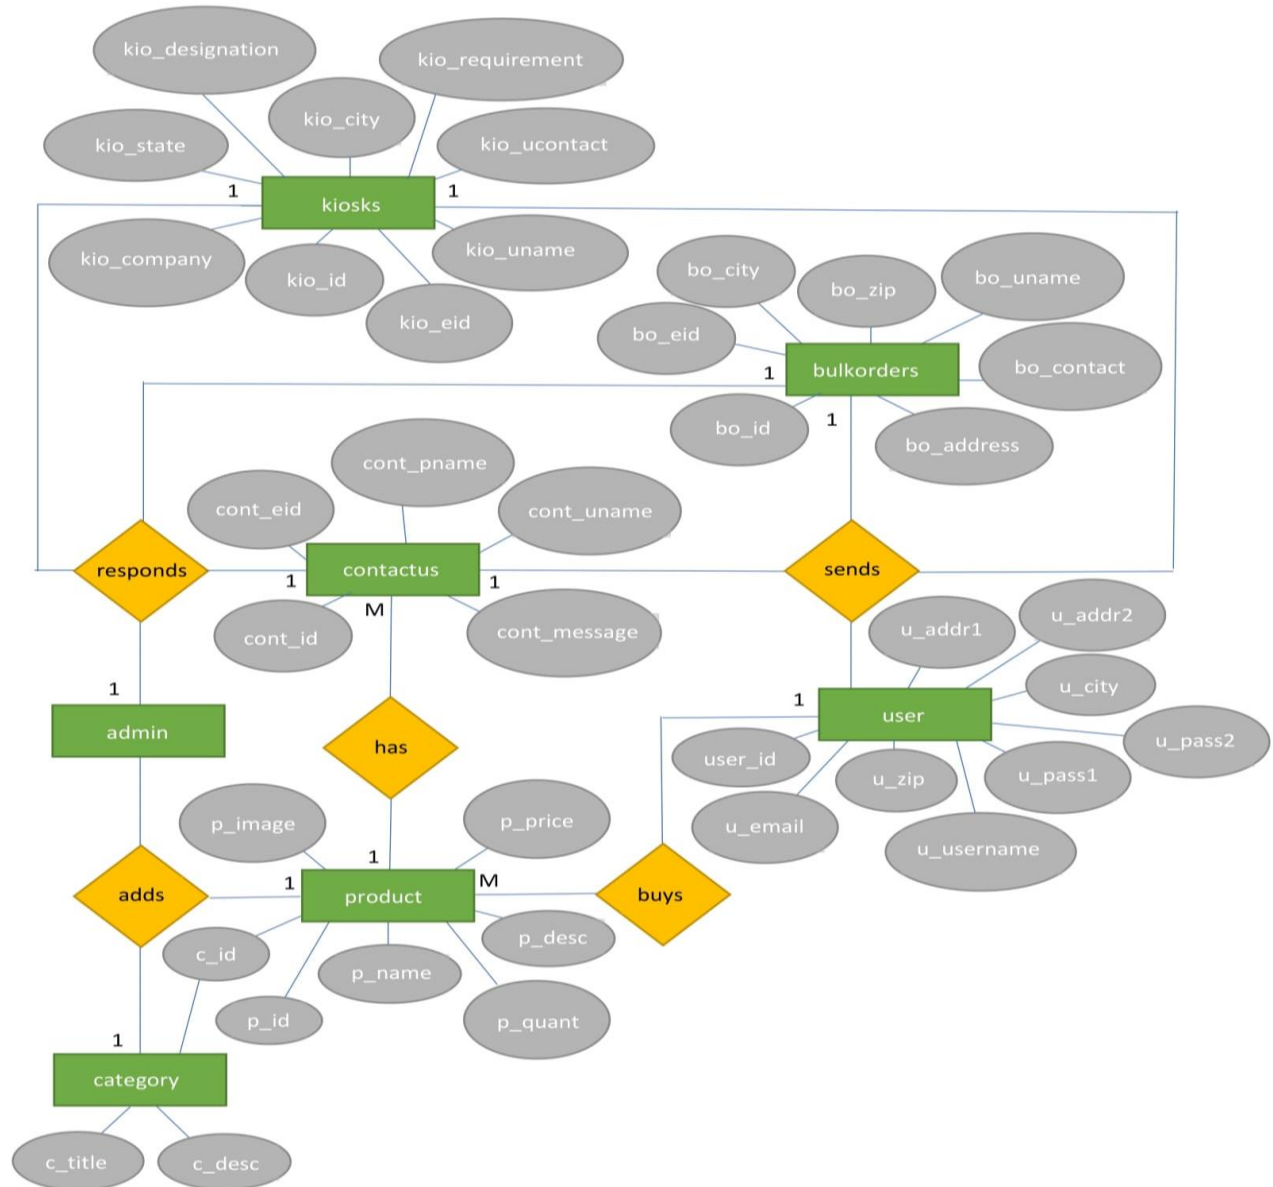 kio_designation
kio_requirement
kio_city
kio_state
kio_ucontact
1
1
kiosks
kio_company
kio_uname
kio_id
kio_eid
bo_city
bo_zip
bo_uname
bo_eid
bulkorders
bo_contact
1
1
bo_id
bo_address
cont_pname
cont_eid
cont_uname
responds
contactus
sends
1
1
M
cont_id
cont_message
u_addr1
u_addr2
u_city
1
1
admin
user
has
user_id
u_zip
u_pass1
u_pass2
u_email
u_username
p_image
p_price
1
1
M
adds
product
buys
c_id
p_name
p_desc
p_id
p_quant
1
category
c_title
c_desc